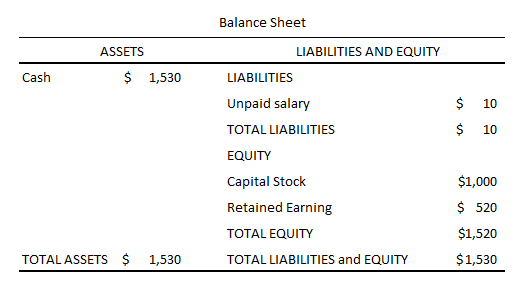 Balance Sheet
ASSETS LIABILITIES AND EQUITY
Cash $ 1,530 LIABILITIES
Unpaid salary $ 10
TOTAL LIABILITIES $ 10
EQUITY
Capital Stock $1,000
Retained Earning $ 520
TOTAL EQUITY $1,520
TOTAL ASSETS $ 1,530 TOTAL LIABILITIES and EQUITY $1,530